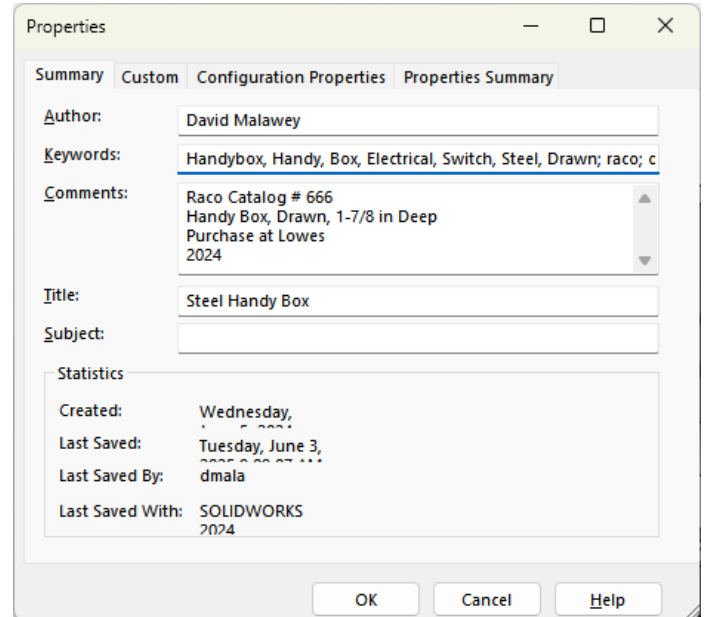 Properties
Summary Custom Configuration Properties Properties Summary
Author: David Malawey
Keywords: Handybox, Handy, Box, Electrical, Switch, Steel, Drawn; raco;
Comments: Raco Catalog # 666
Handy Box, Drawn, 1-7/8 in Deep
Purchase at Lowes
2024
Title: Steel Handy Box
Subject:
Statistics
Created: Wednesday,
Last Saved: Tuesday, June 3,
Last Saved By: dmala
Last Saved With: SOLIDWORKS
2024
OK Cancel Help